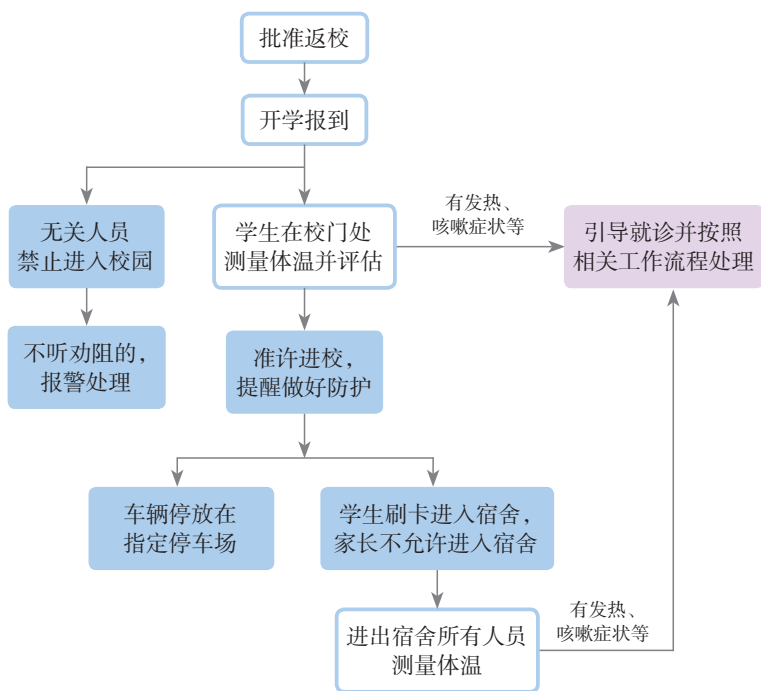 批准返校
开学报到
无关人员
禁止进入校园
学生在校门处
测量体温并评估
有发热、
咳嗽症状等
引导就诊并按照
相关工作流程处理
不听劝阻的，
报警处理
准许进校，
提醒做好防护
车辆停放在
指定停车场
学生刷卡进入宿舍，
家长不允许进入宿舍
进出宿舍所有人员
测量体温
有发热、
咳嗽症状等